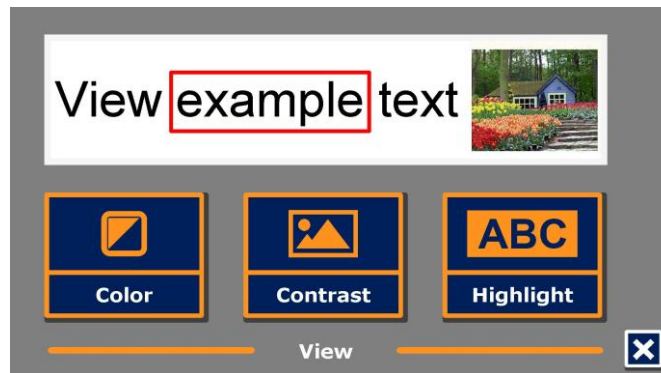 View example text
ABC
Color Contrast Highlight
View